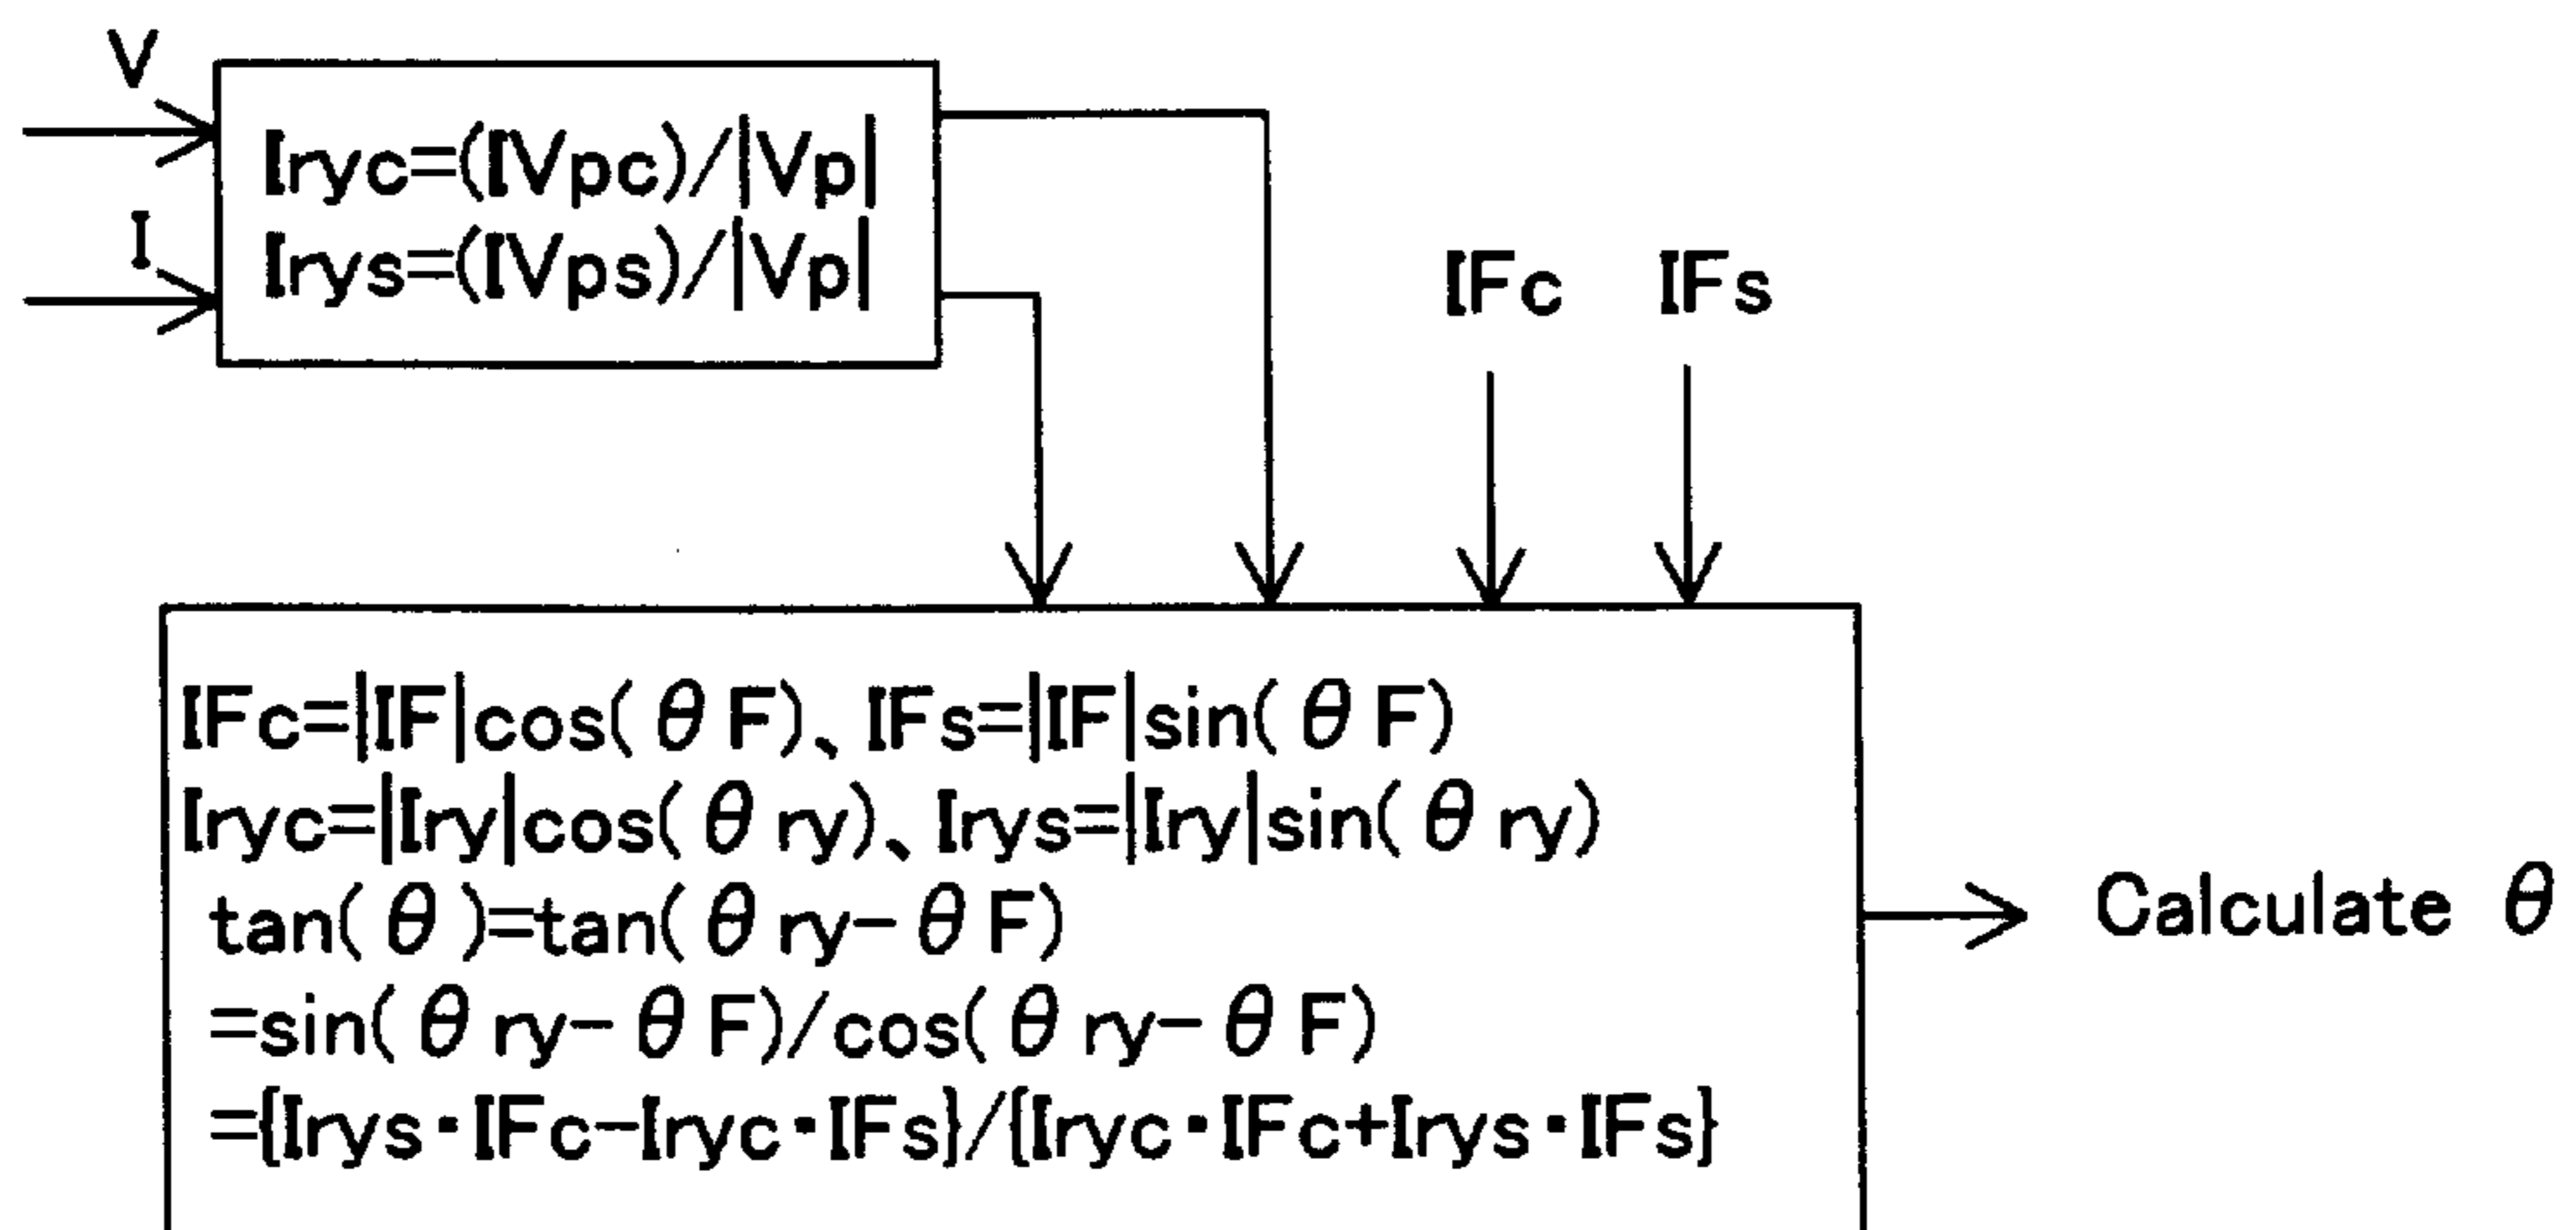 V
Iryc=(IVpc)/|Vp|
I
Irys=(IVps)/|Vp|
IFc IFs
IFc=|IF|cos(θF)、IFs=|IF|sin(θF)
Iryc=|Iry|cos(θry)、Irys=|Iry|sin(θry)
tan(θ)=tan(θry-θF)
=sin(θry-θF)/cos(θry-θF)
={Irys・IFc-Iryc・IFs}/{Iryc・IFc+Irys・IFs}
Calculate θ